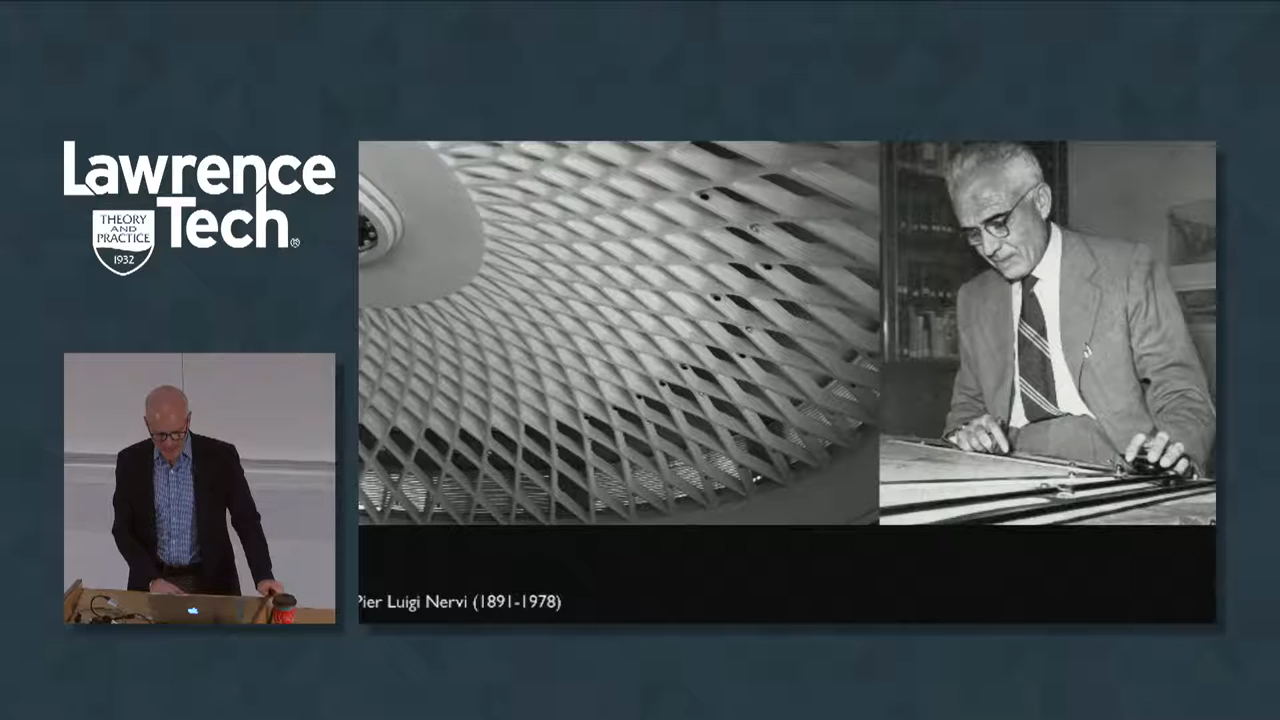 Lawrence
Tech®
THEORY
AND
PRACTICE
1932
Pier Luigi Nervi (1891-1978)